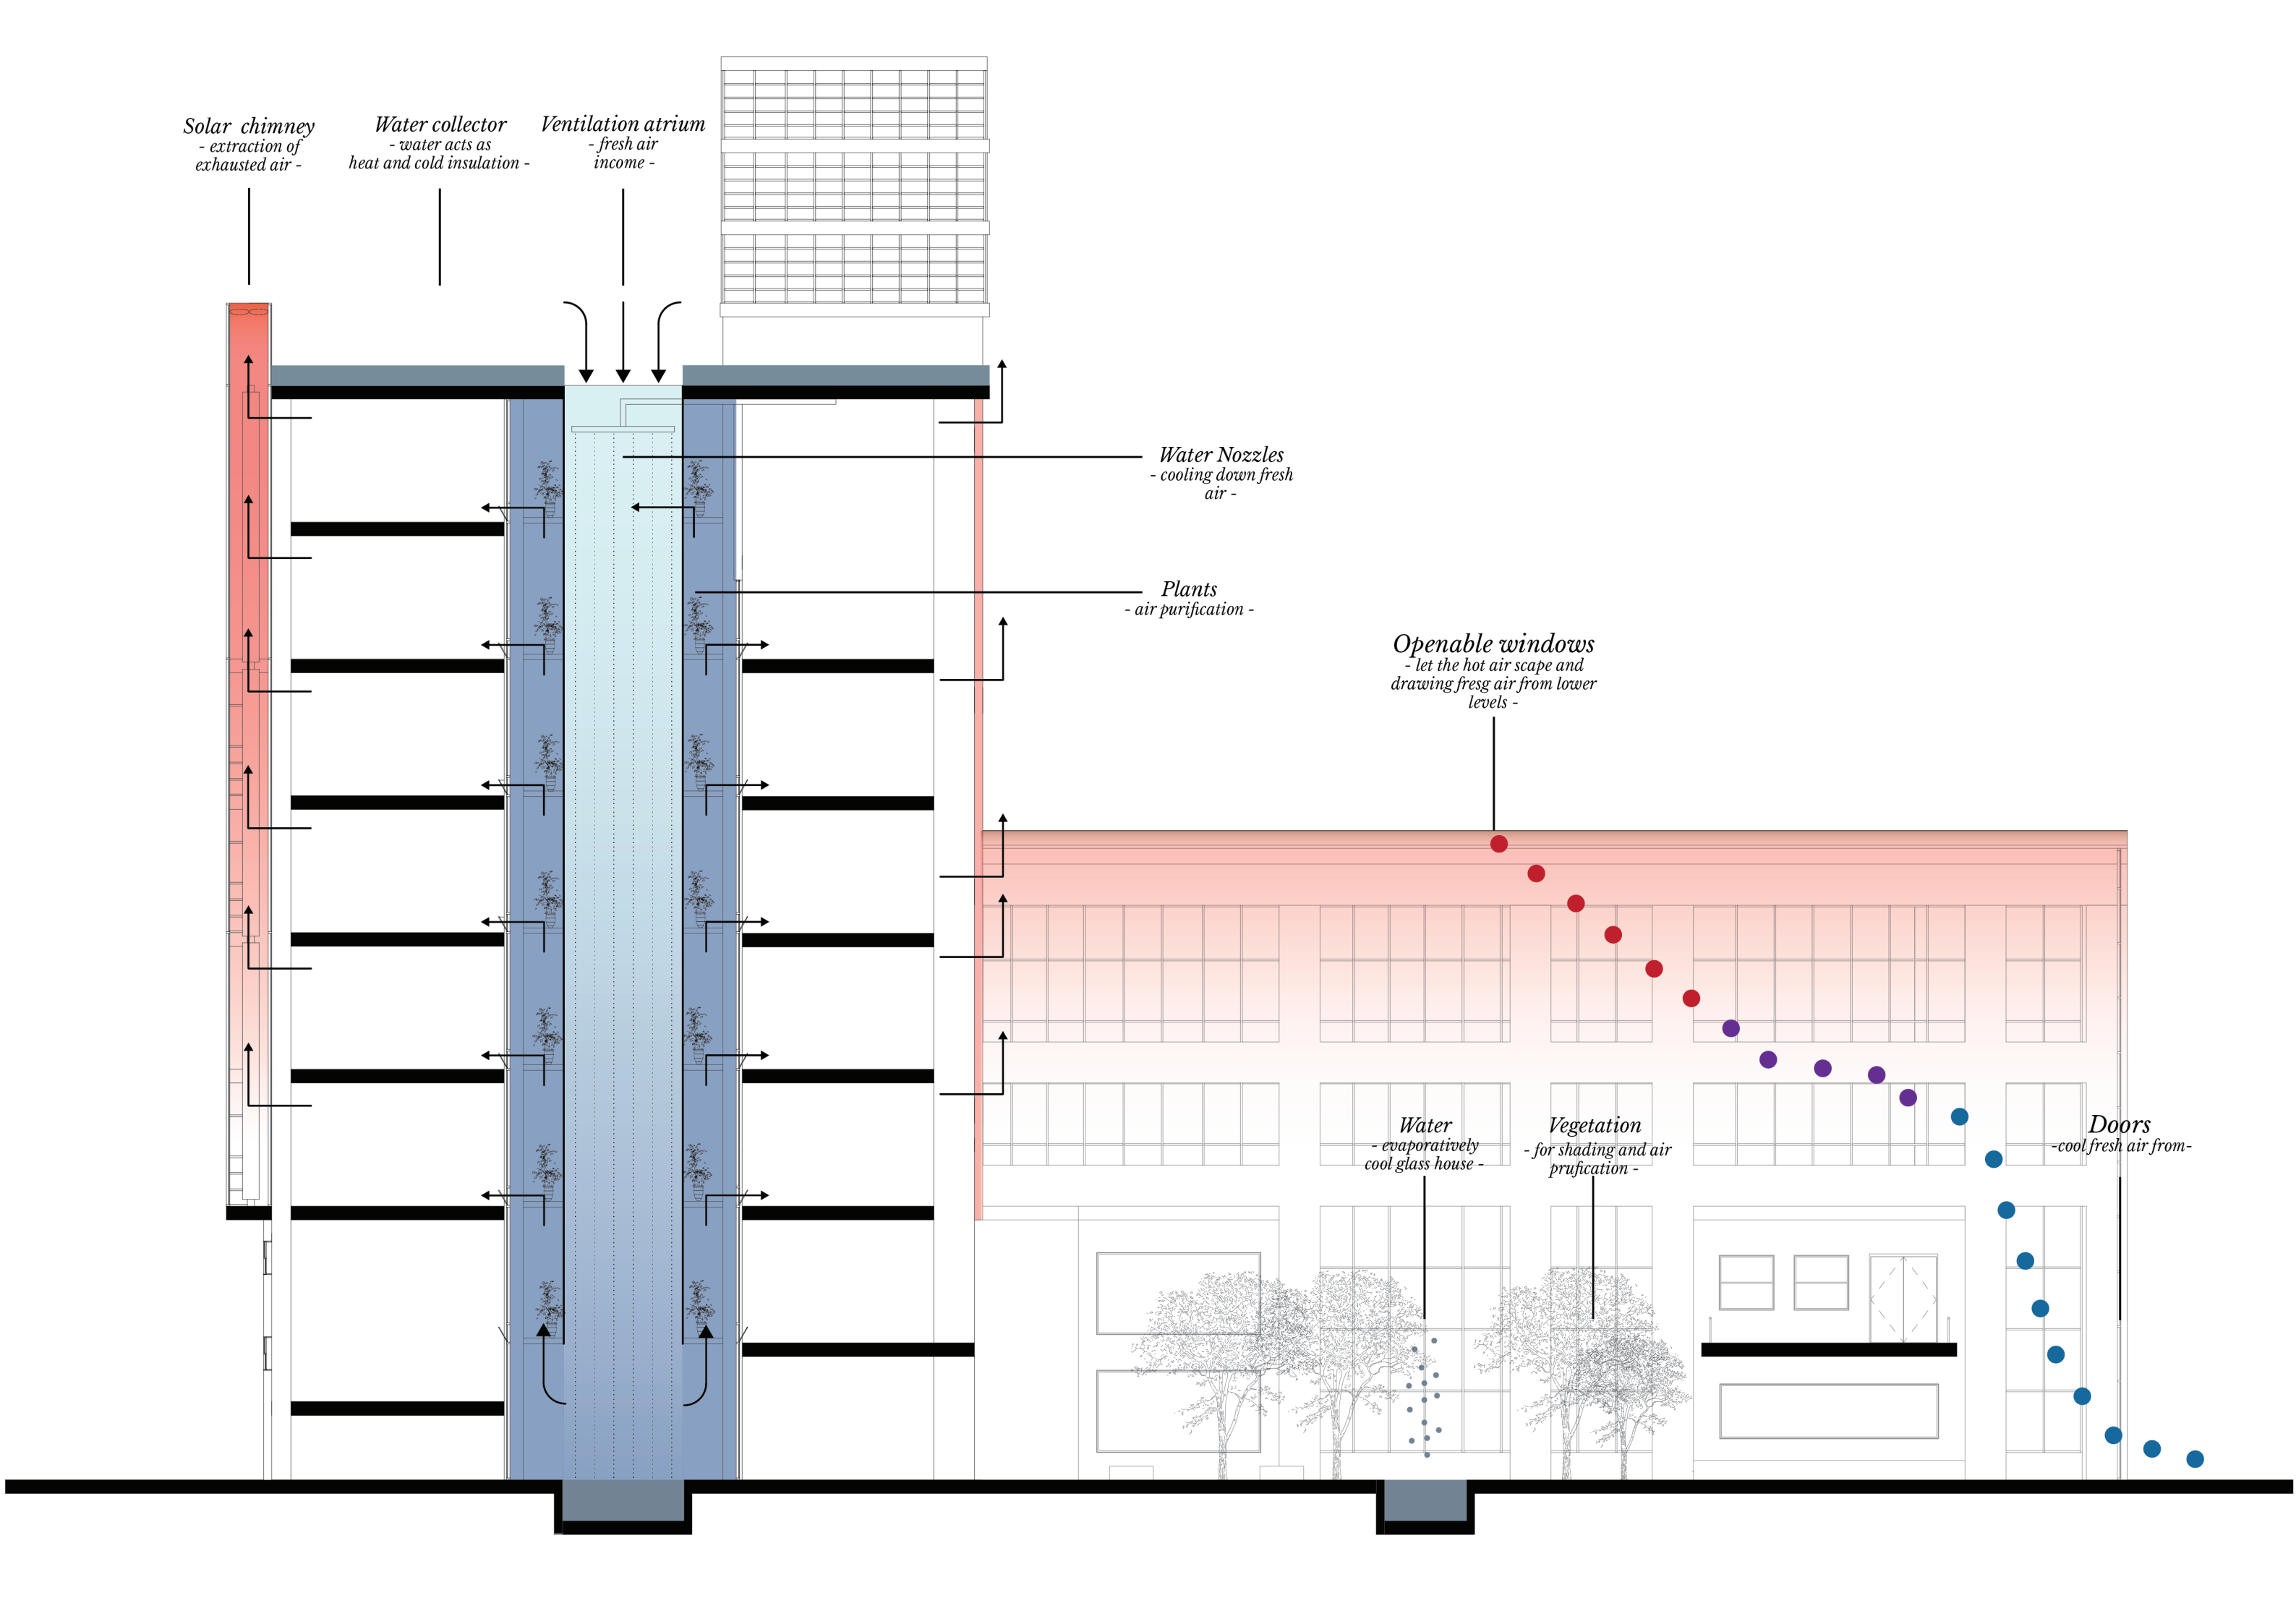 Solar chimney
- extraction of
exhausted air -
Water collector
- water acts as
heat and cold insulation -
Ventilation atrium
- fresh air
income -
Water Nozzles
- cooling down fresh
air -
Plants
- air purification -
Openable windows
- let the hot air scape and
drawing fresg air from lower
levels -
Water
- evaporatively
cool glass house -
Vegetation
- for shading and air
prufication -
Doors
-cool fresh air from-